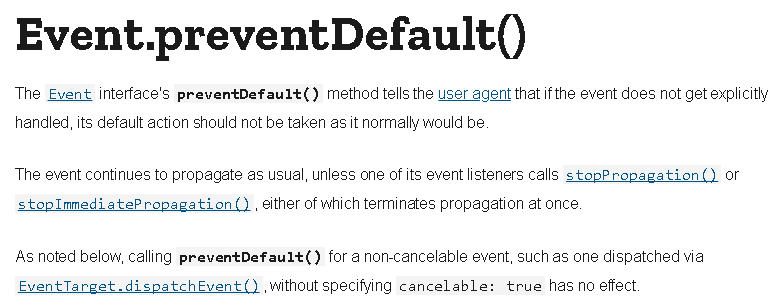 Event.preventDefault()
The Event interface's preventDefault() method tells the user agent that if the event does not get explicitly
handled, its default action should not be taken as it normally would be.
The event continues to propagate as usual, unless one of its event listeners calls stopPropagation() or
stopImmediatePropagation(), either of which terminates propagation at once.
As noted below, calling preventDefault() for a non-cancelable event, such as one dispatched via
EventTarget.dispatchEvent(), without specifying cancelable: true has no effect.